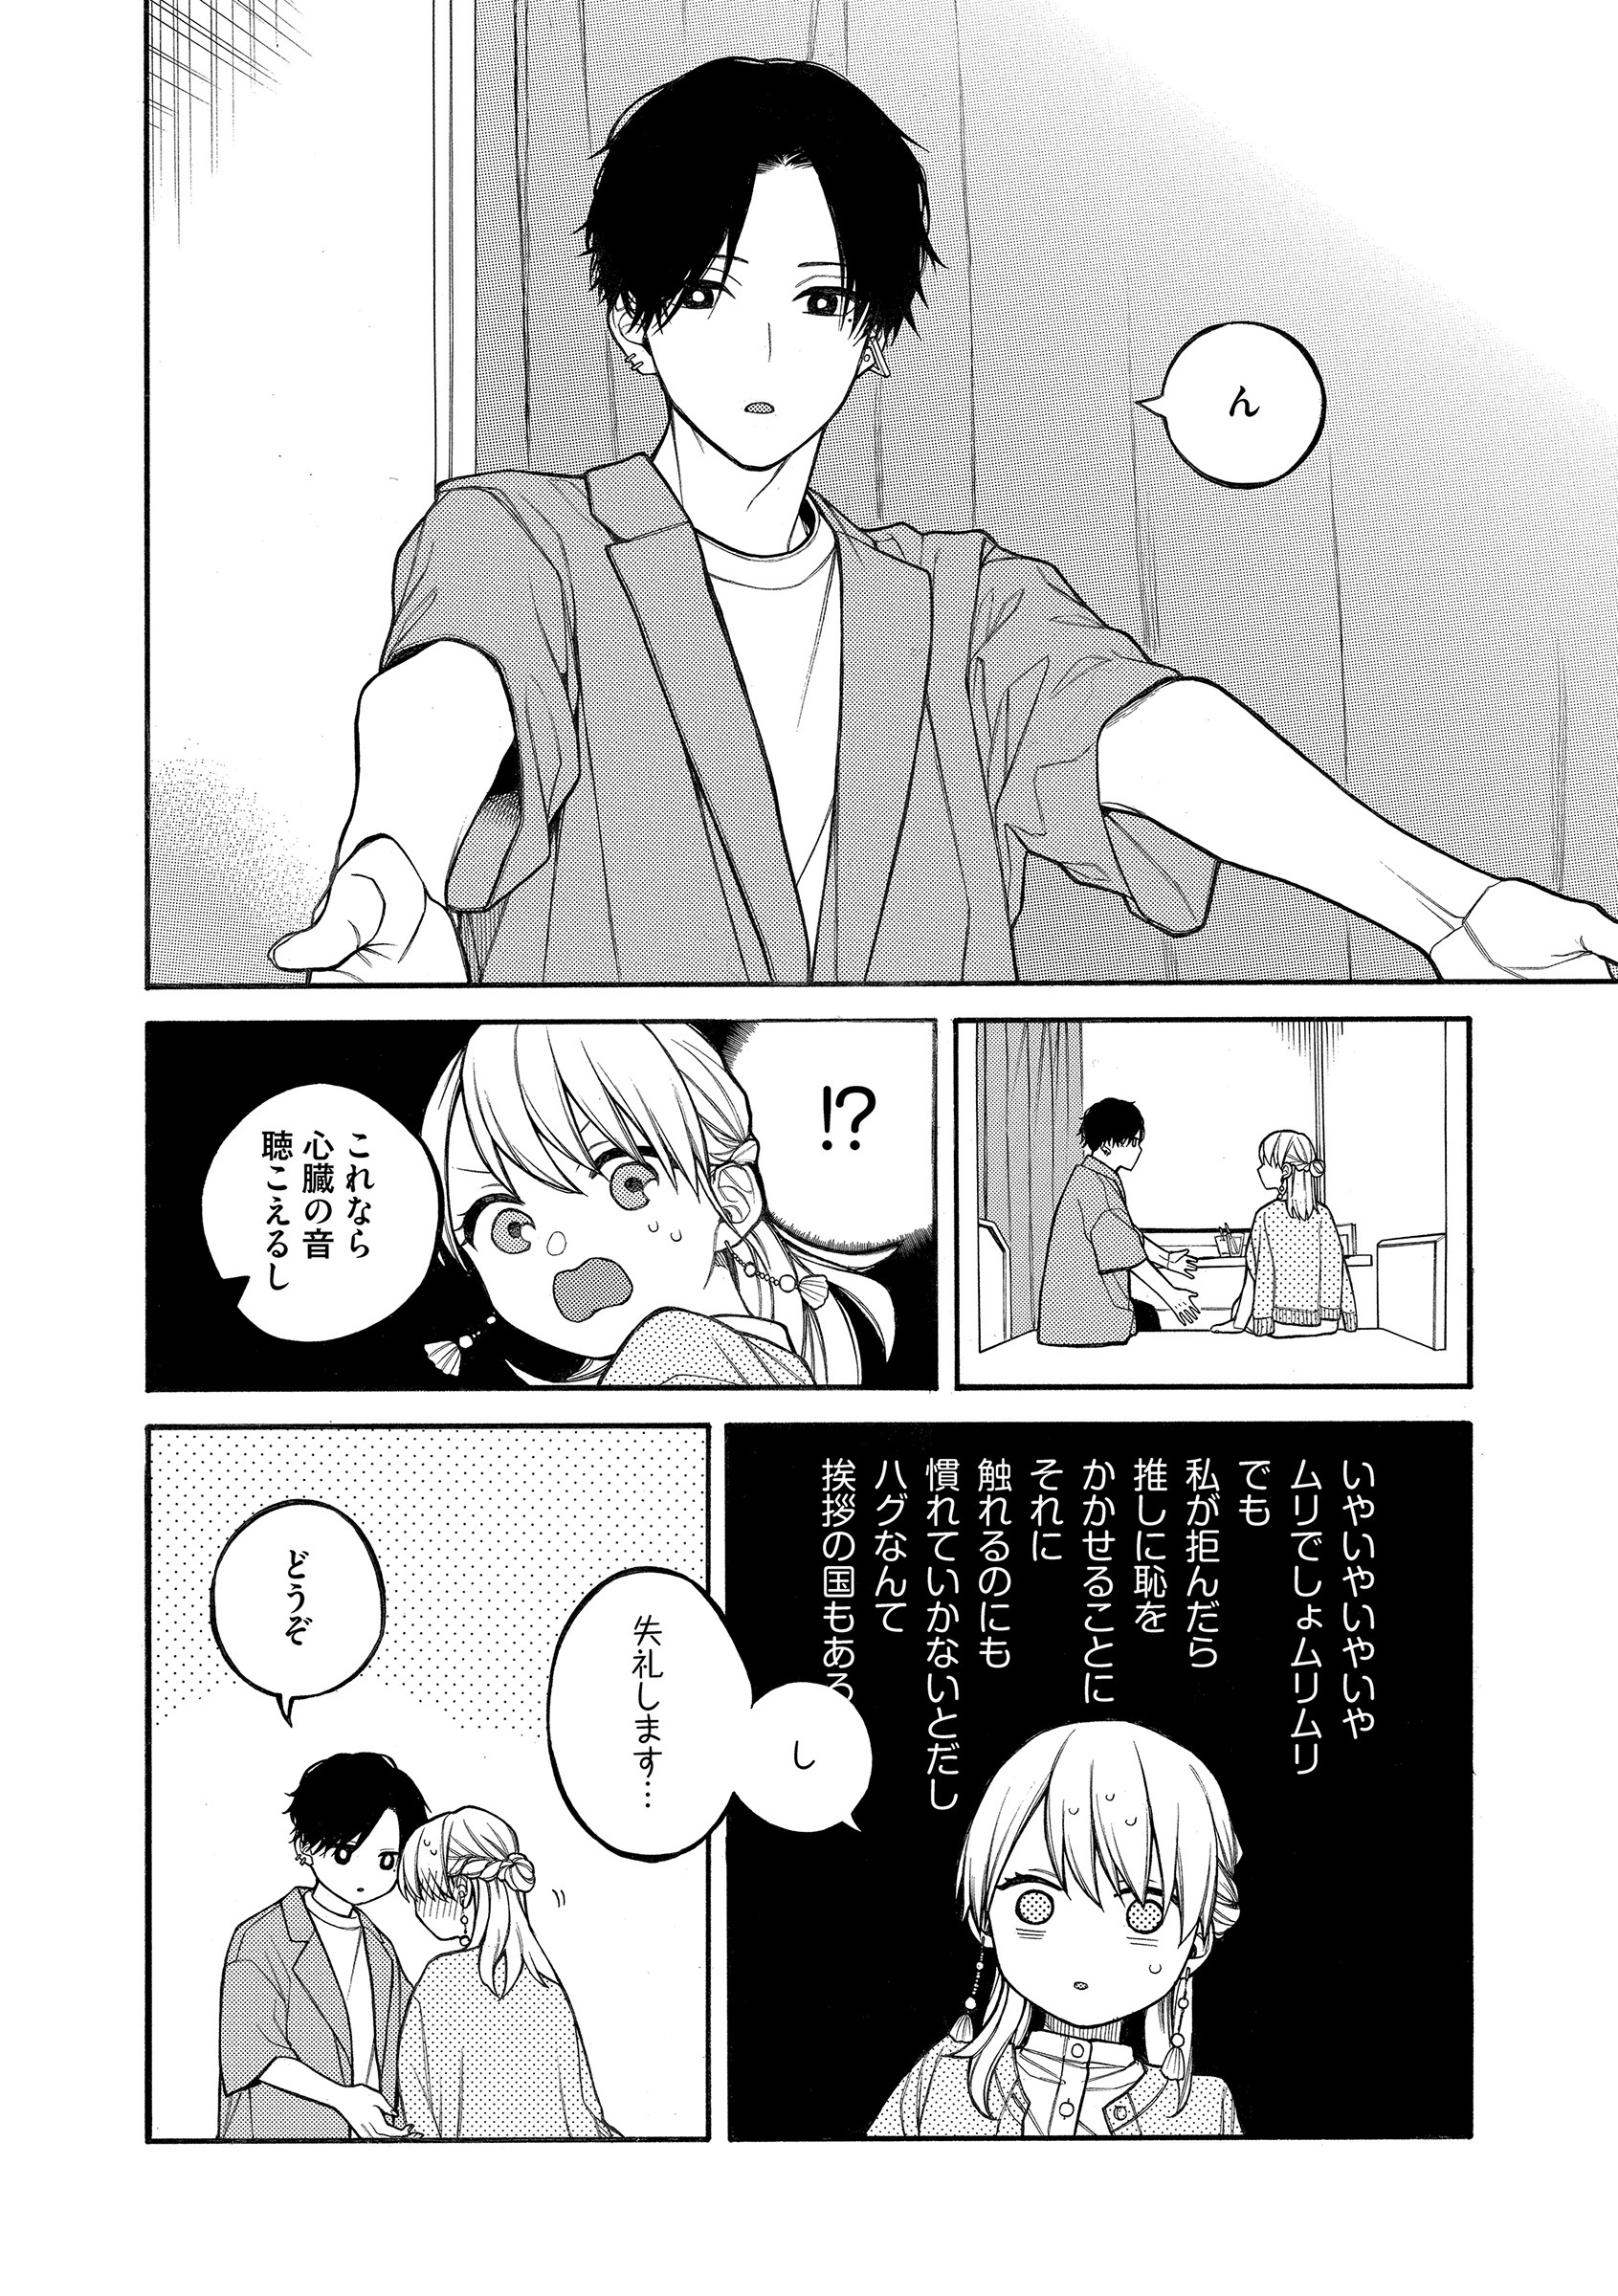 ん
!?
これなら
心臓の音
聴こえるし
いやいやいやいや
ムリでしょムリムリ
でも
私が拒んだら
推しに恥を
かかせることに
それに
触れるのにも
慣れていかないとだし
ハグなんて
挨拶の国もあろ
し
失礼します…
どうぞ